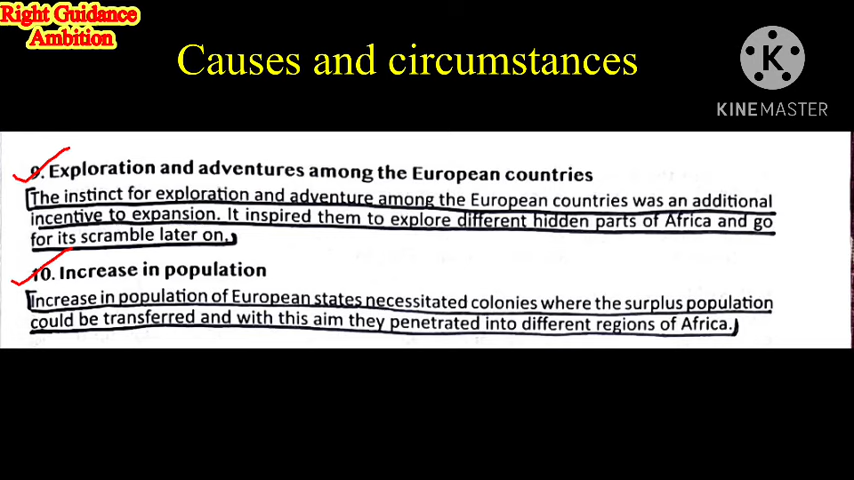 Right Guidance
Ambition
Causes and circumstances
K
KINEMASTER
9. Exploration and adventures among the European countries
The instinct for exploration and adventure among the European countries was an additional
incentive to expansion. It inspired them to explore different hidden parts of Africa and go
for its scramble later on.
10. Increase in population
Increase in population of European states necessitated colonies where the surplus population
could be transferred and with this aim they penetrated into different regions of Africa.